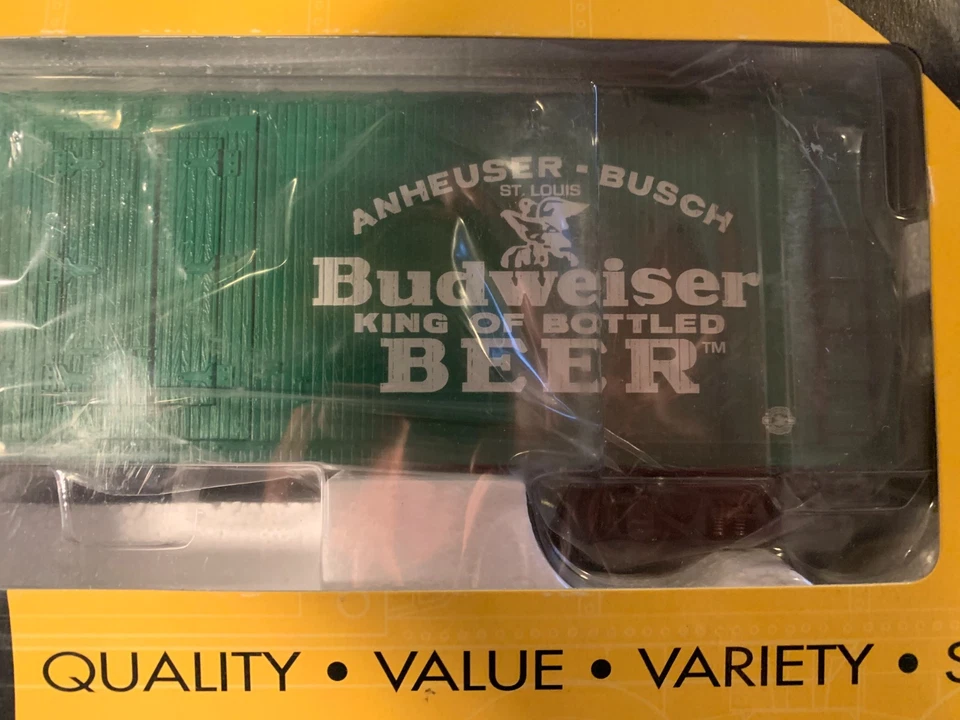 ANHEUSER - BUSCH
ST. LOUIS
Budweiser
KING OF BOTTLED
BEER™
QUALITY • VALUE • VARIETY • S